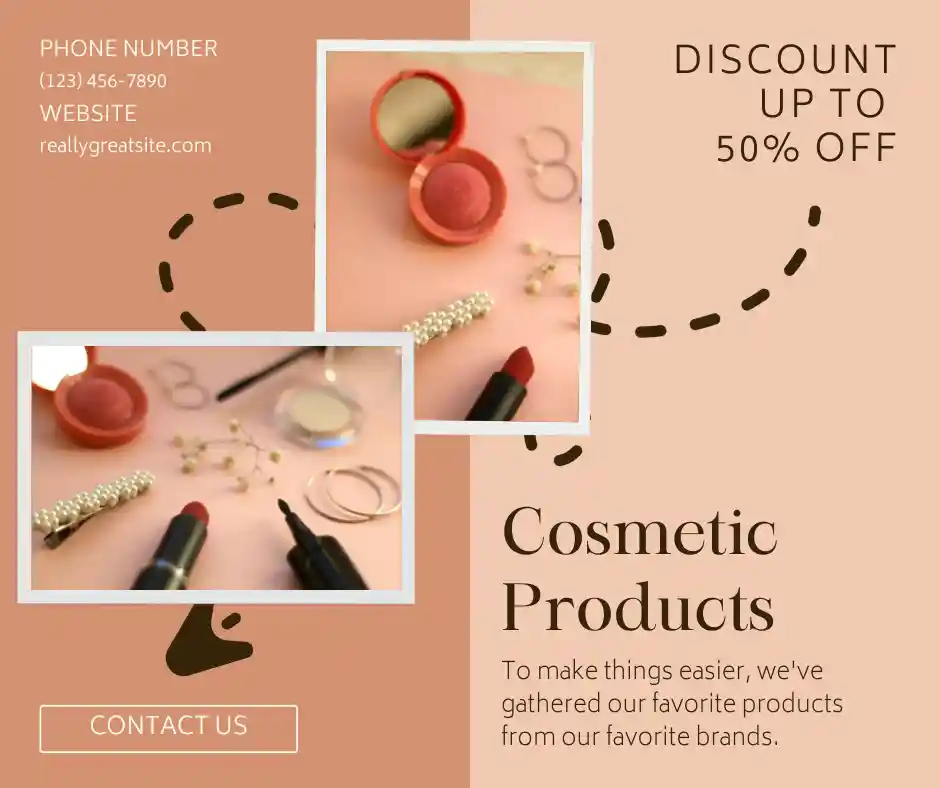 PHONE NUMBER
(123) 456-7890
WEBSITE
reallygreatsite.com
DISCOUNT
UP TO
50% OFF
Cosmetic
Products
To make things easier, we've
gathered our favorite products
from our favorite brands.
CONTACT US